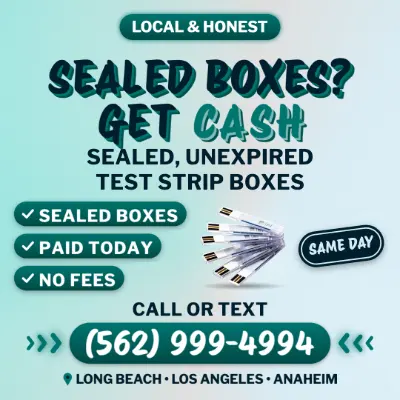 LOCAL & HONEST
SEALED BOXES?
GET CASH
SEALED, UNEXPIRED
TEST STRIP BOXES
SEALED BOXES
PAID TODAY
NO FEES
SAME DAY
CALL OR TEXT
(562) 999-4994
LONG BEACH • LOS ANGELES • ANAHEIM